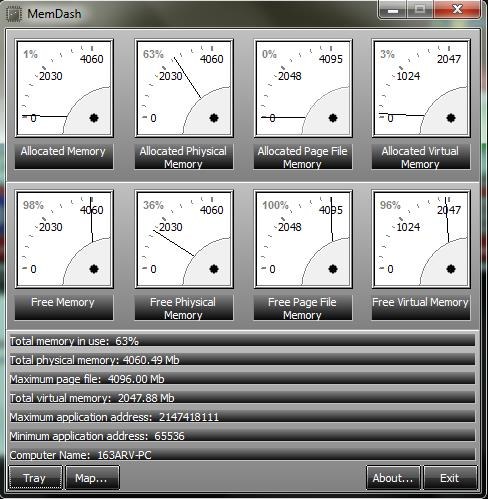 MemDash
1% 4060 2030 0
63% 4060 2030 0
0% 4095 2048 0
3% 2047 1024 0
Allocated Memory
Allocated Phiysical Memory
Allocated Page File Memory
Allocated Virtual Memory
98% 4060 2030 0
36% 4060 2030 0
100% 4095 2048 0
96% 2047 1024 0
Free Memory
Free Phiysical Memory
Free Page File Memory
Free Virtual Memory
Total memory in use: 63%
Total physical memory: 4060.49 Mb
Maximum page file: 4096.00 Mb
Total virtual memory: 2047.88 Mb
Maximum application address: 2147418111
Minimum application address: 65536
Computer Name: 163ARV-PC
Tray Map... About... Exit